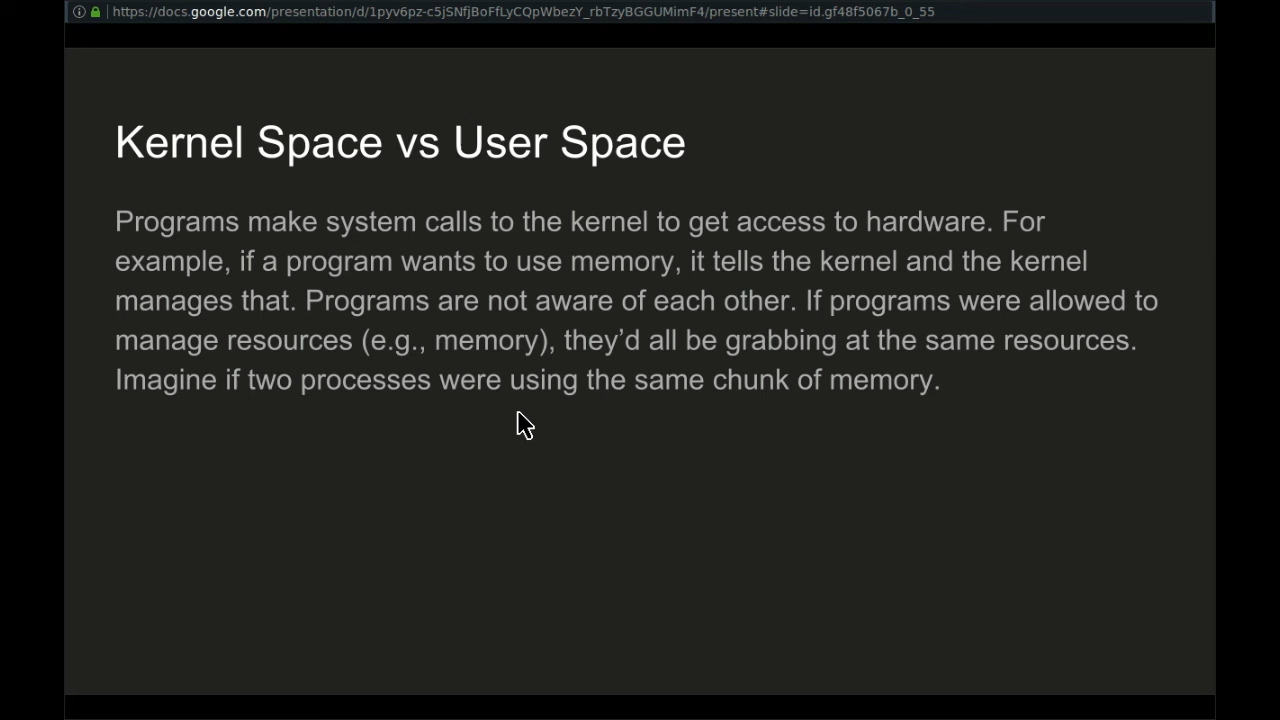 https://docs.google.com/presentation/d/1pyv6pz-c5jSNfjBoFfLyCQpWbezY_rbTzyBGGUMimF4/present#slide=id.gf48f5067b_0_55
Kernel Space vs User Space
Programs make system calls to the kernel to get access to hardware. For
example, if a program wants to use memory, it tells the kernel and the kernel
manages that. Programs are not aware of each other. If programs were allowed to
manage resources (e.g., memory), they’d all be grabbing at the same resources.
Imagine if two processes were using the same chunk of memory.